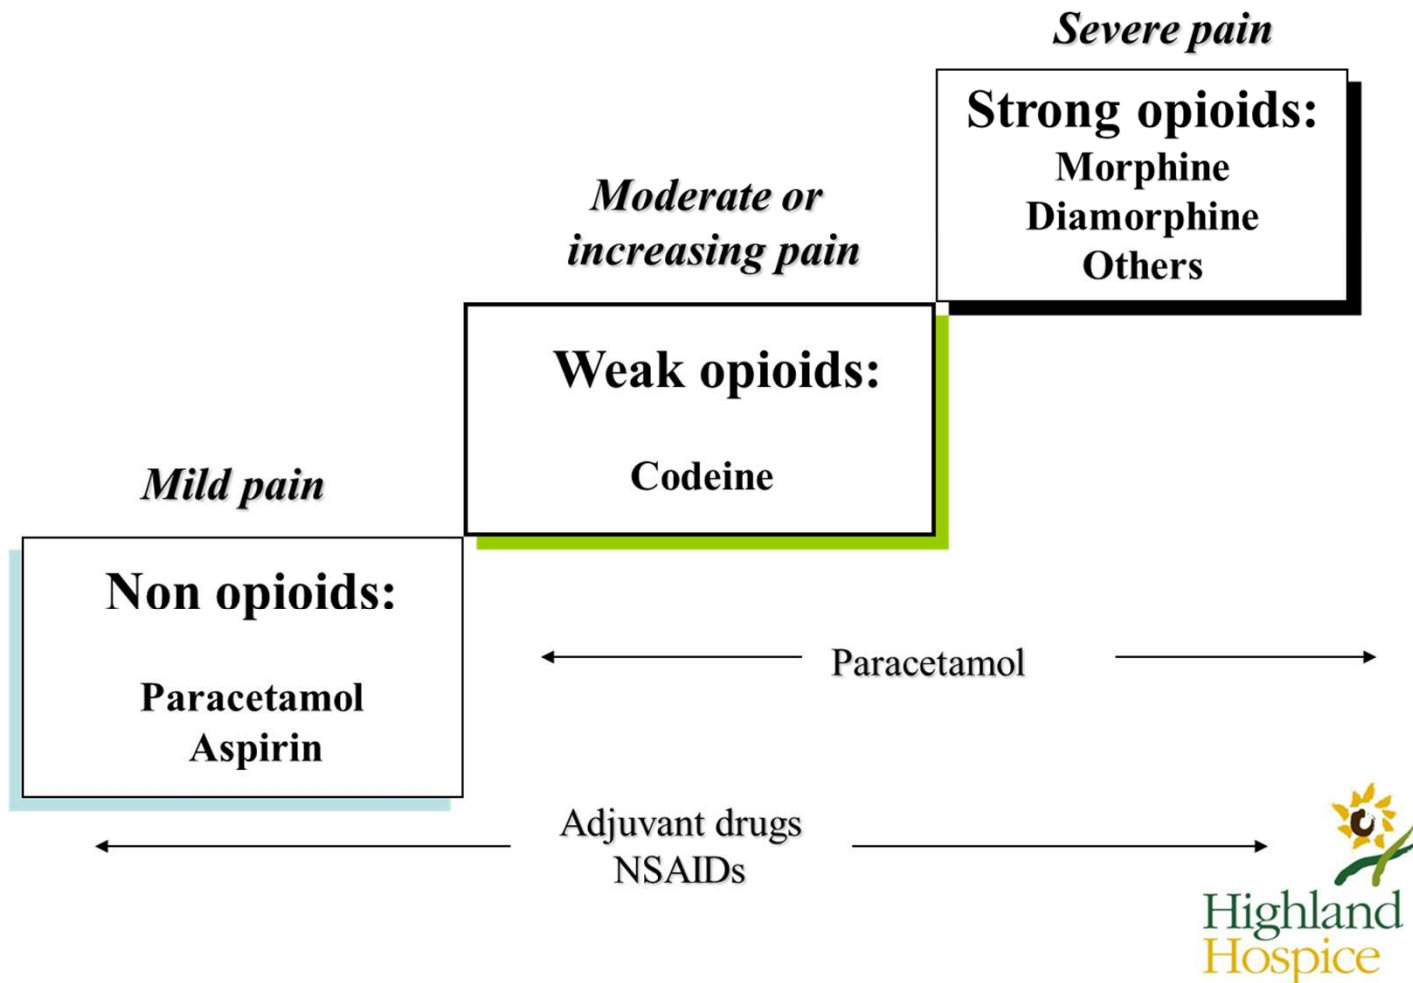 Severe pain
Strong opioids:
Morphine
Diamorphine
Others
Moderate or
increasing pain
Weak opioids:
Codeine
Mild pain
Non opioids:
Paracetamol
Aspirin
Paracetamol
Adjuvant drugs
NSAIDs
Highland
Hospice